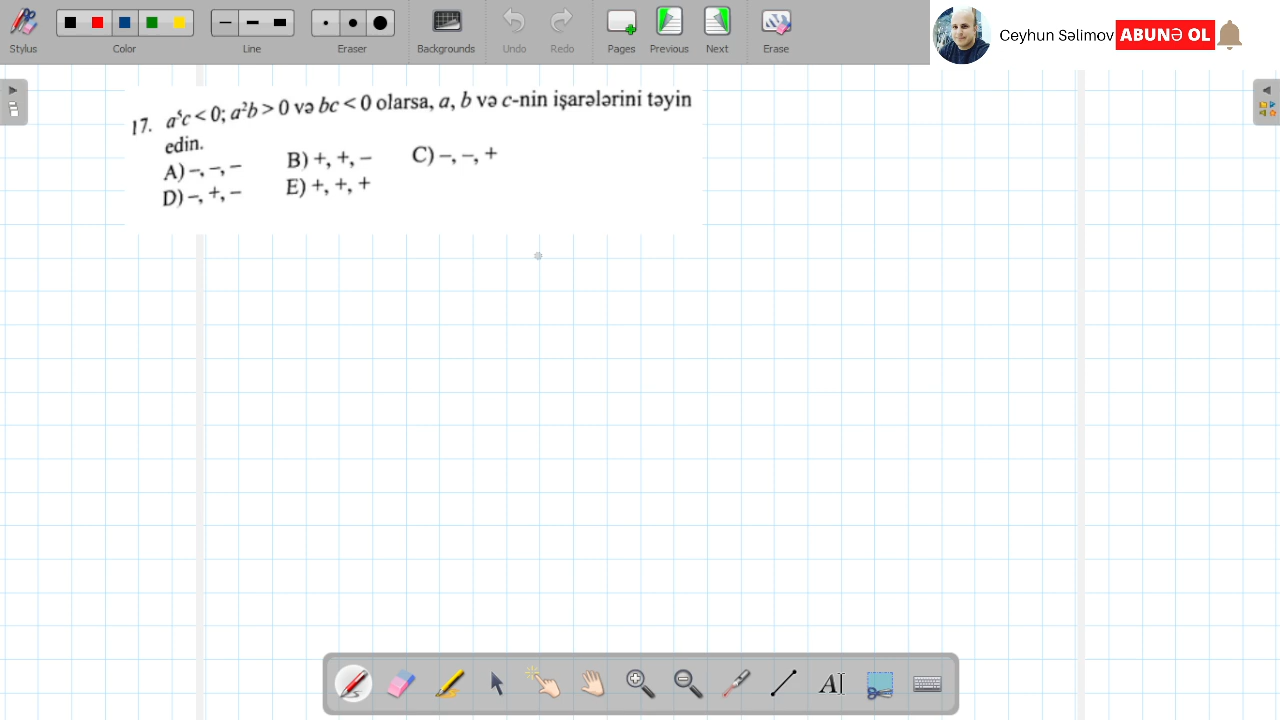 Stylus Color Line Eraser Backgrounds Undo Redo Pages Previous Next Erase
Ceyhun Səlimov ABUNƏ OL
17. a⁵c < 0; a²b > 0 və bc < 0 olarsa, a, b və c-nin işarələrini təyin
edin.
A) –, –, – B) +, +, – C) –, –, +
D) –, +, – E) +, +, +
AI